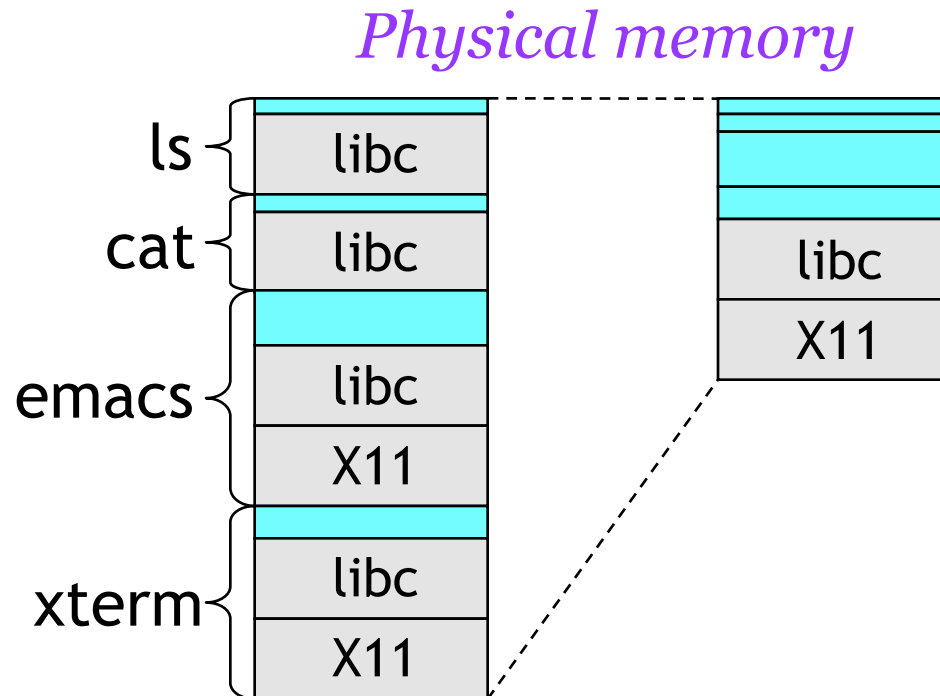 Physical memory
ls
libc
cat
libc
emacs
libc
X11
xterm
libc
X11
libc
X11